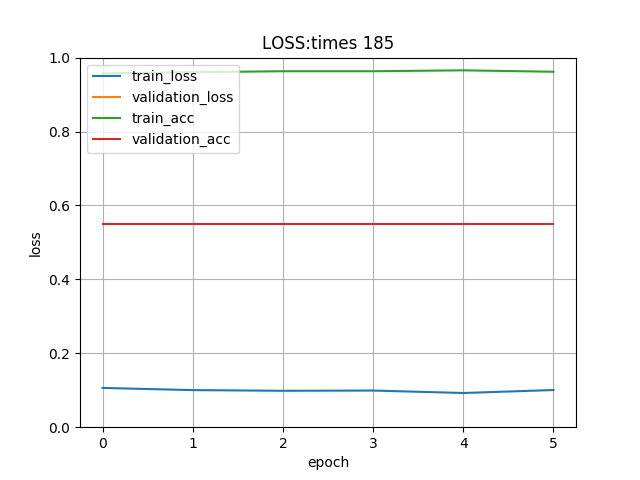 LOSS:times 185
1.0
0.8
0.6
0.4
0.2
0.0
loss
train_loss
validation_loss
train_acc
validation_acc
0 1 2 3 4 5
epoch